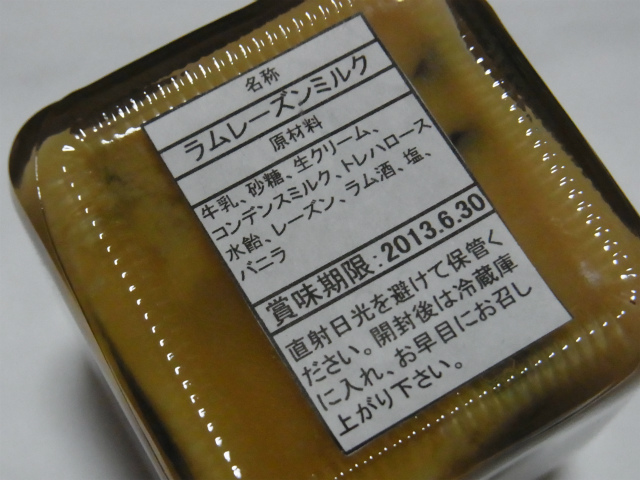 名称
ラムレーズンミルク
原材料
牛乳、砂糖、生クリーム、
コンデンスミルク、トレハロース
水飴、レーズン、ラム酒、塩、
バニラ
賞味期限:2013.6.30
直射日光を避けて保管く
ださい。開封後は冷蔵庫
に入れ、お早目にお召し
上がり下さい。